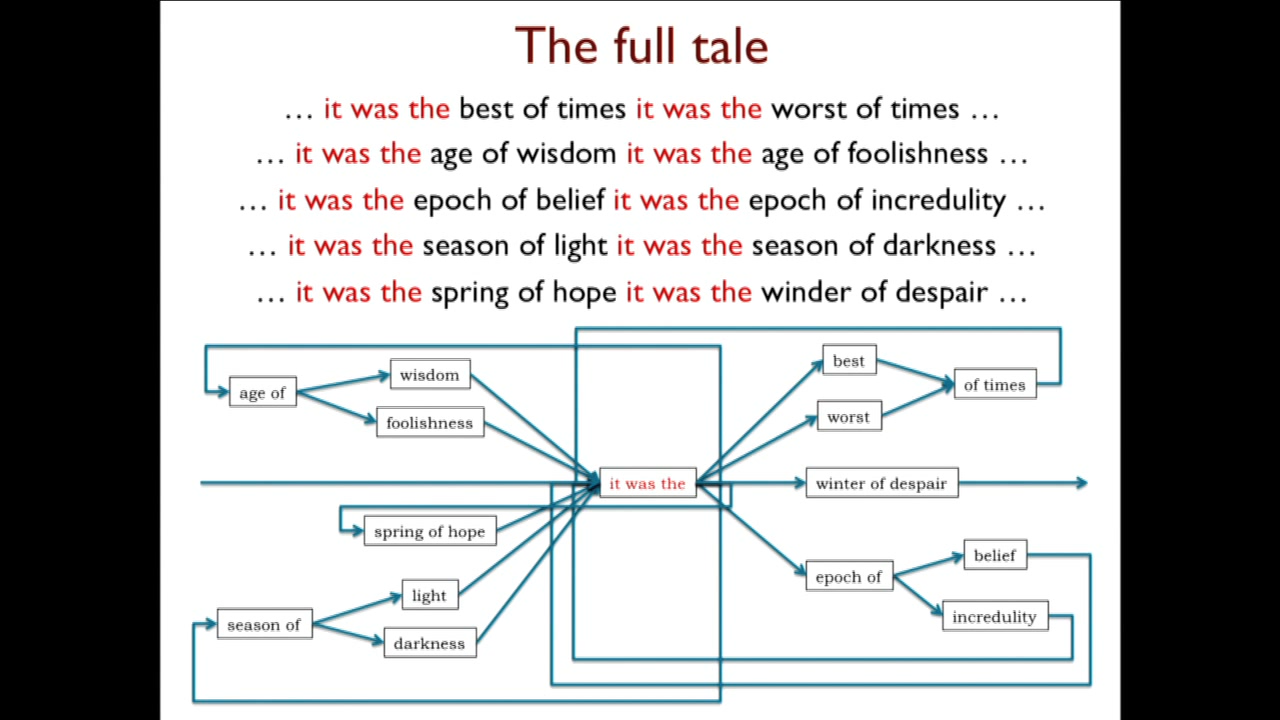 The full tale
… it was the best of times it was the worst of times …
… it was the age of wisdom it was the age of foolishness …
… it was the epoch of belief it was the epoch of incredulity …
… it was the season of light it was the season of darkness …
… it was the spring of hope it was the winder of despair …
best
wisdom
of times
age of
worst
foolishness
it was the
winter of despair
spring of hope
belief
epoch of
light
incredulity
season of
darkness